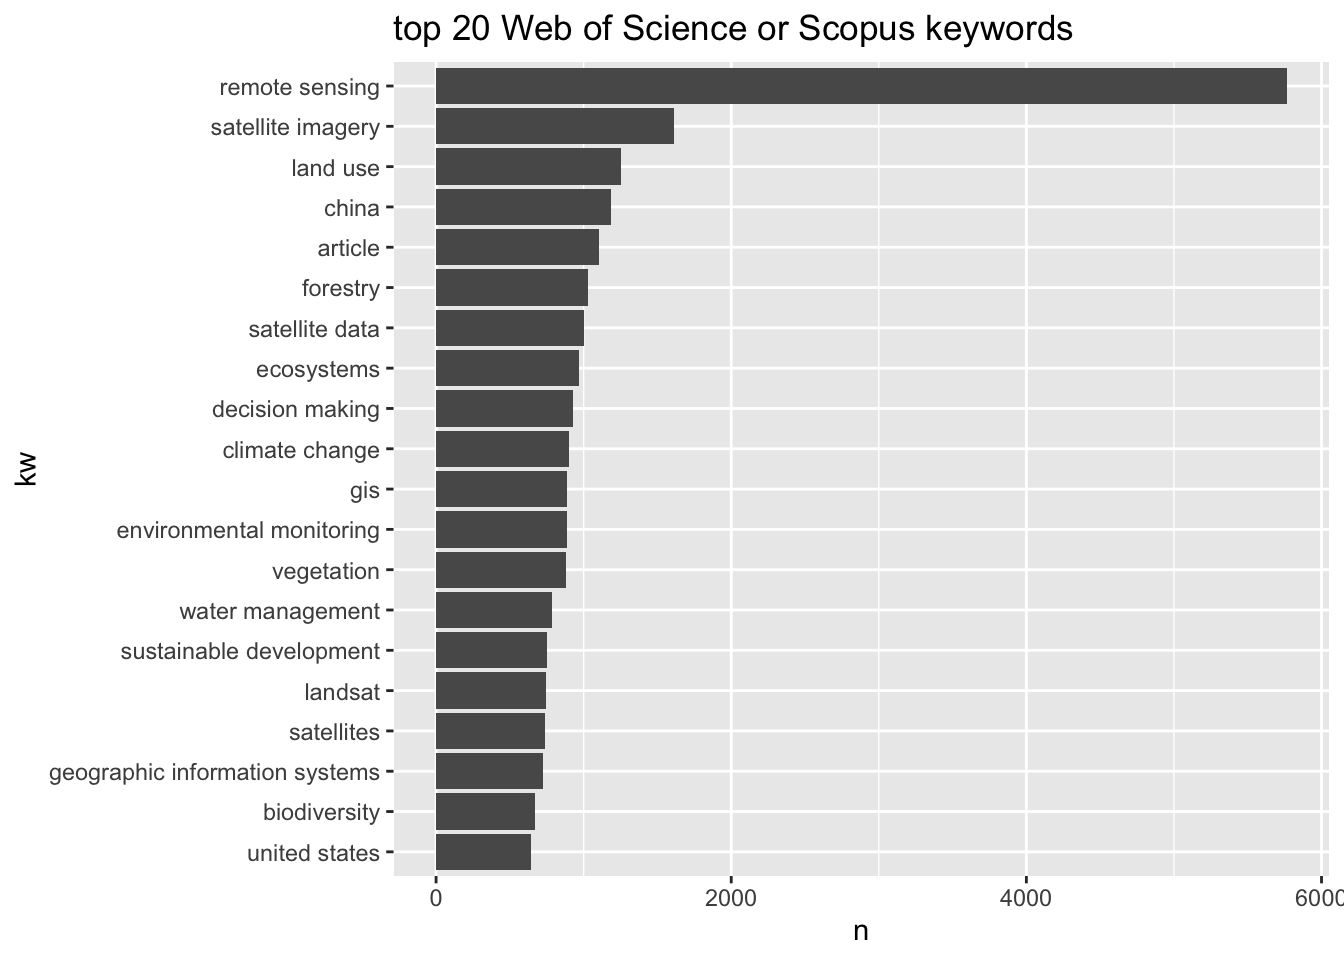 top 20 Web of Science or Scopus keywords
remote sensing
satellite imagery
land use
china
article
forestry
satellite data
ecosystems
decision making
climate change
gis
environmental monitoring
vegetation
water management
sustainable development
landsat
satellites
geographic information systems
biodiversity
united states
kw
0 2000 4000 6000
n